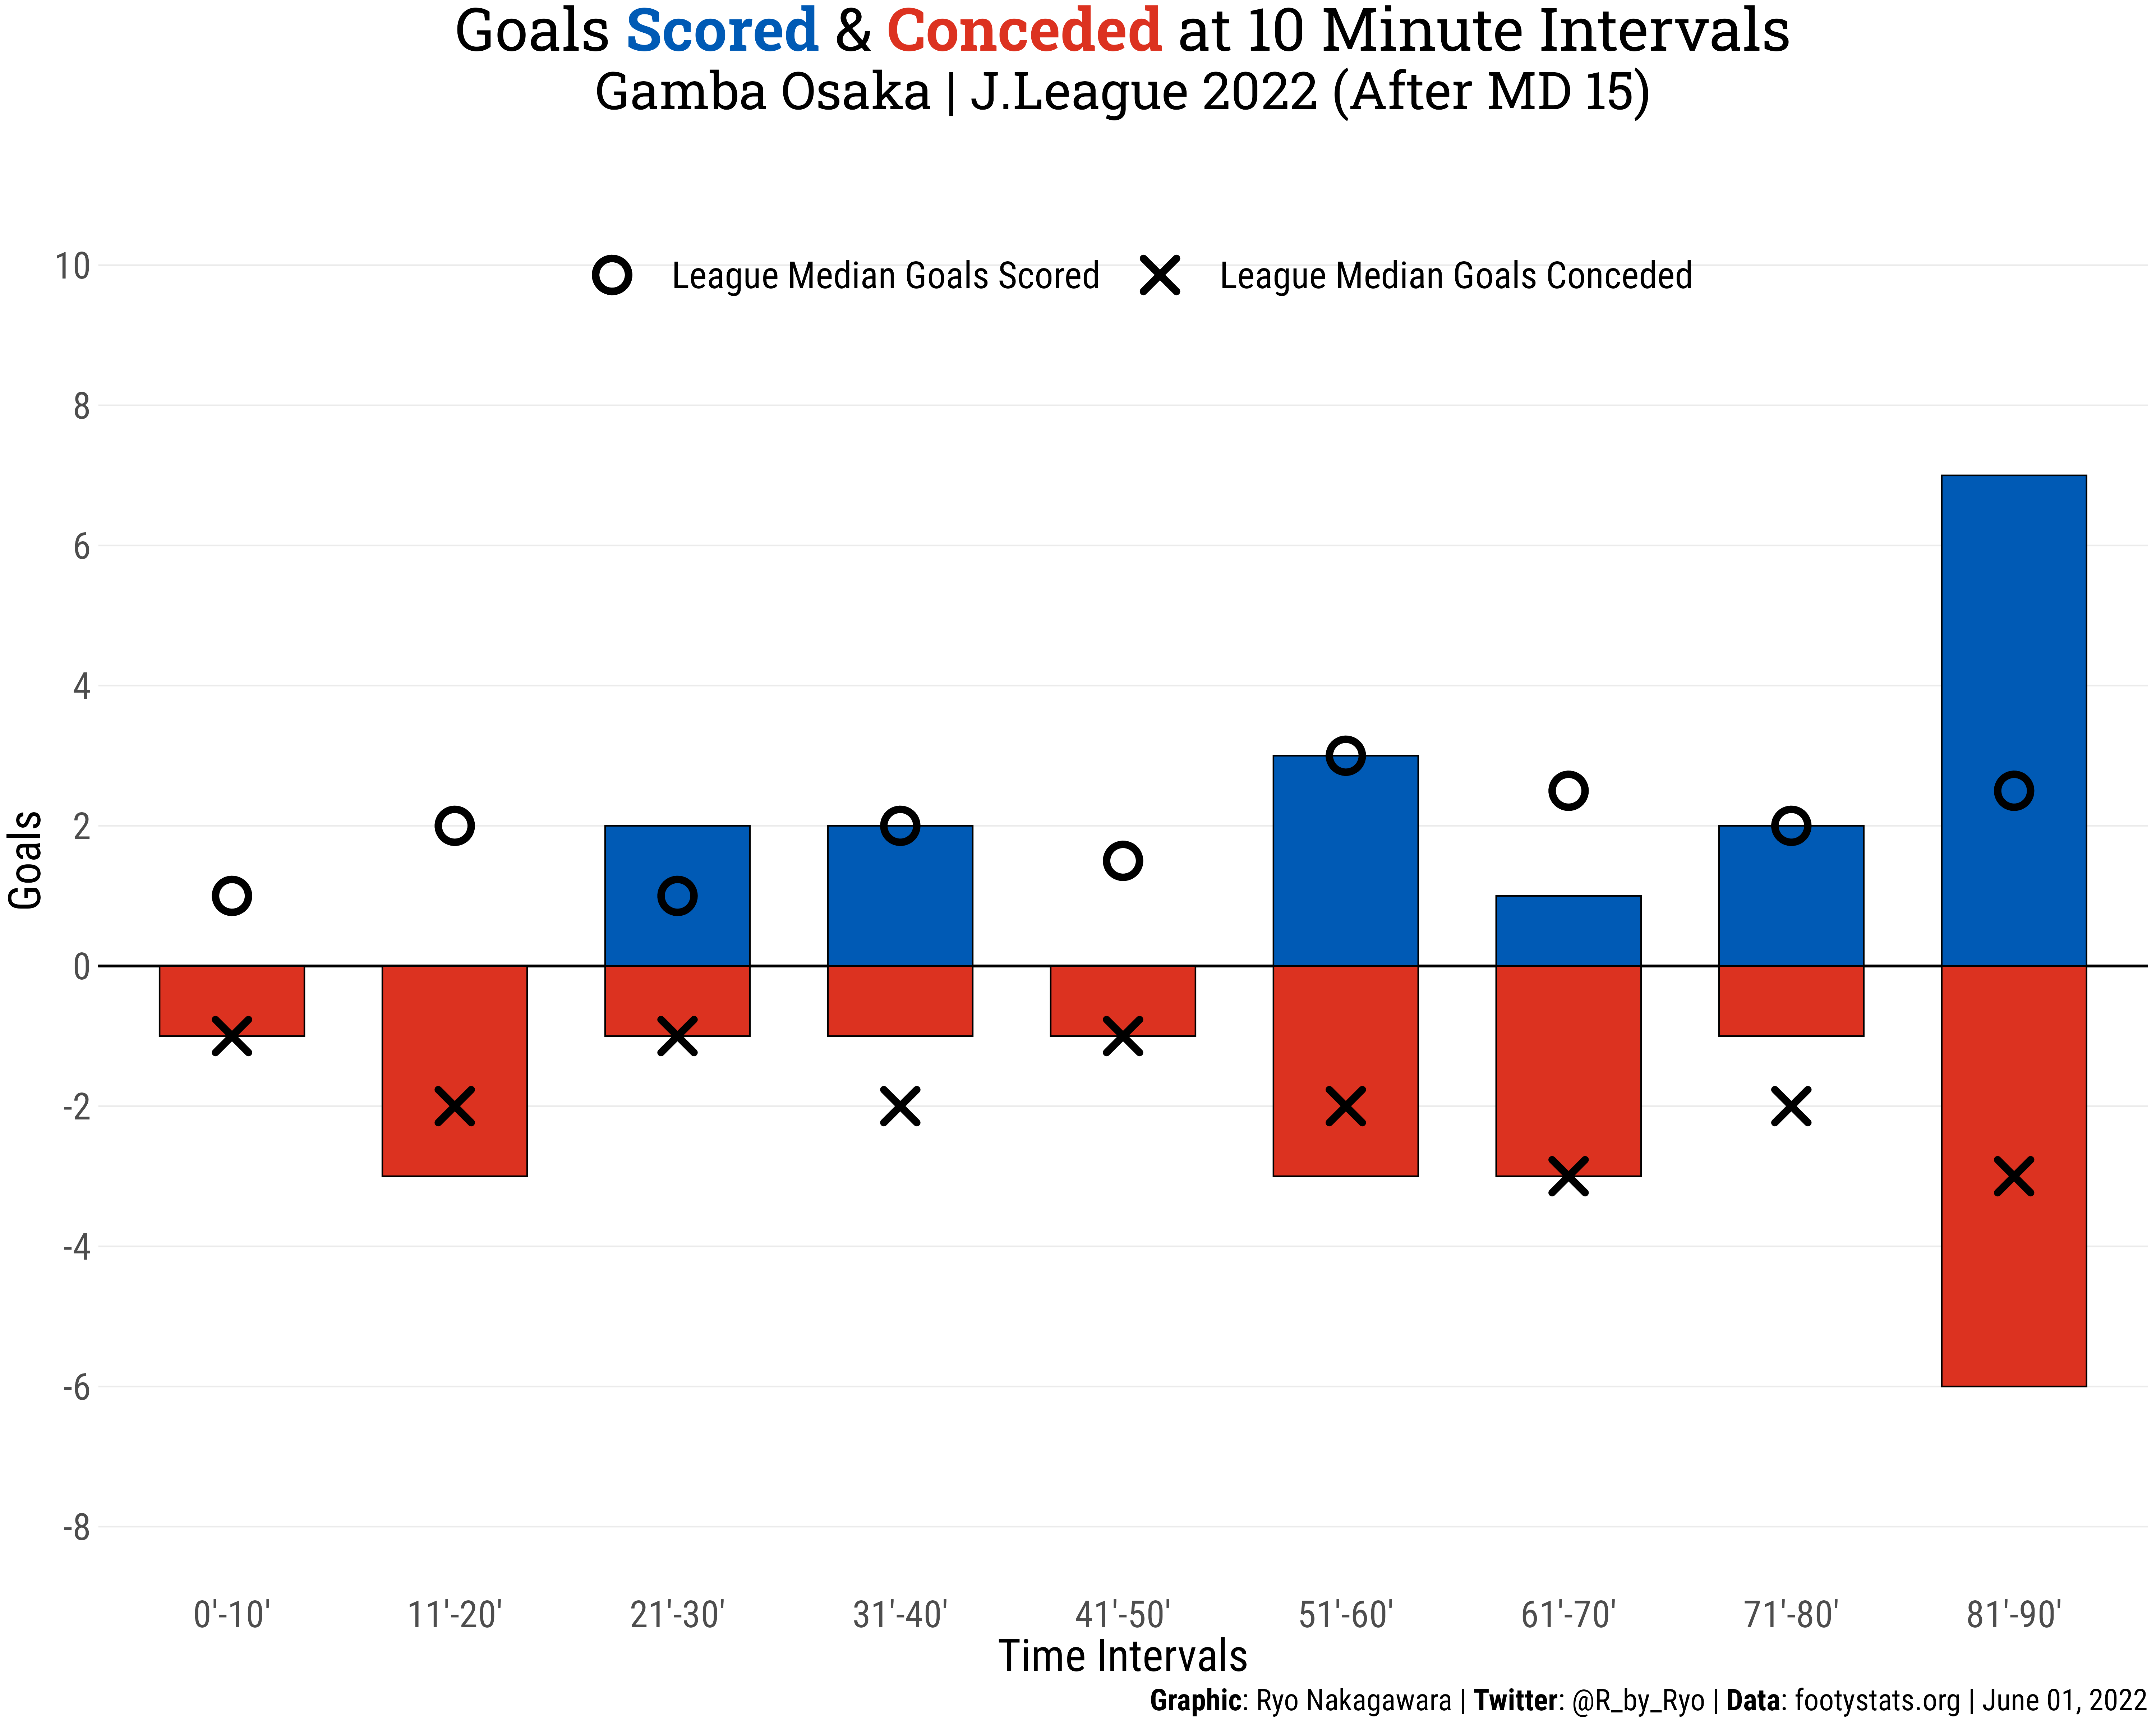 Goals Scored & Conceded at 10 Minute Intervals
Gamba Osaka | J.League 2022 (After MD 15)
League Median Goals Scored
League Median Goals Conceded
10
8
6
4
2
0
-2
-4
-6
-8
Goals
0'-10' 11'-20' 21'-30' 31'-40' 41'-50' 51'-60' 61'-70' 71'-80' 81'-90'
Time Intervals
Graphic: Ryo Nakagawara | Twitter: @R_by_Ryo | Data: footystats.org | June 01, 2022